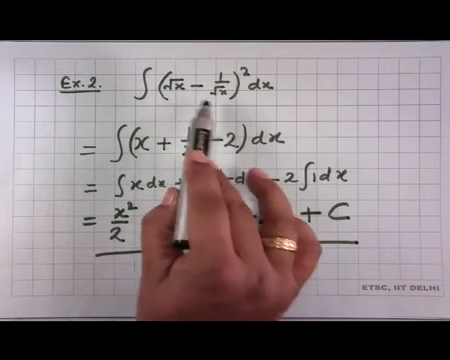 Ex.2. ∫(√x − 1/√x)² dx
= ∫(x + − 2) dx
= ∫x dx − 2∫1 dx
= x²/2 + C
ETSC, IIT DELHI